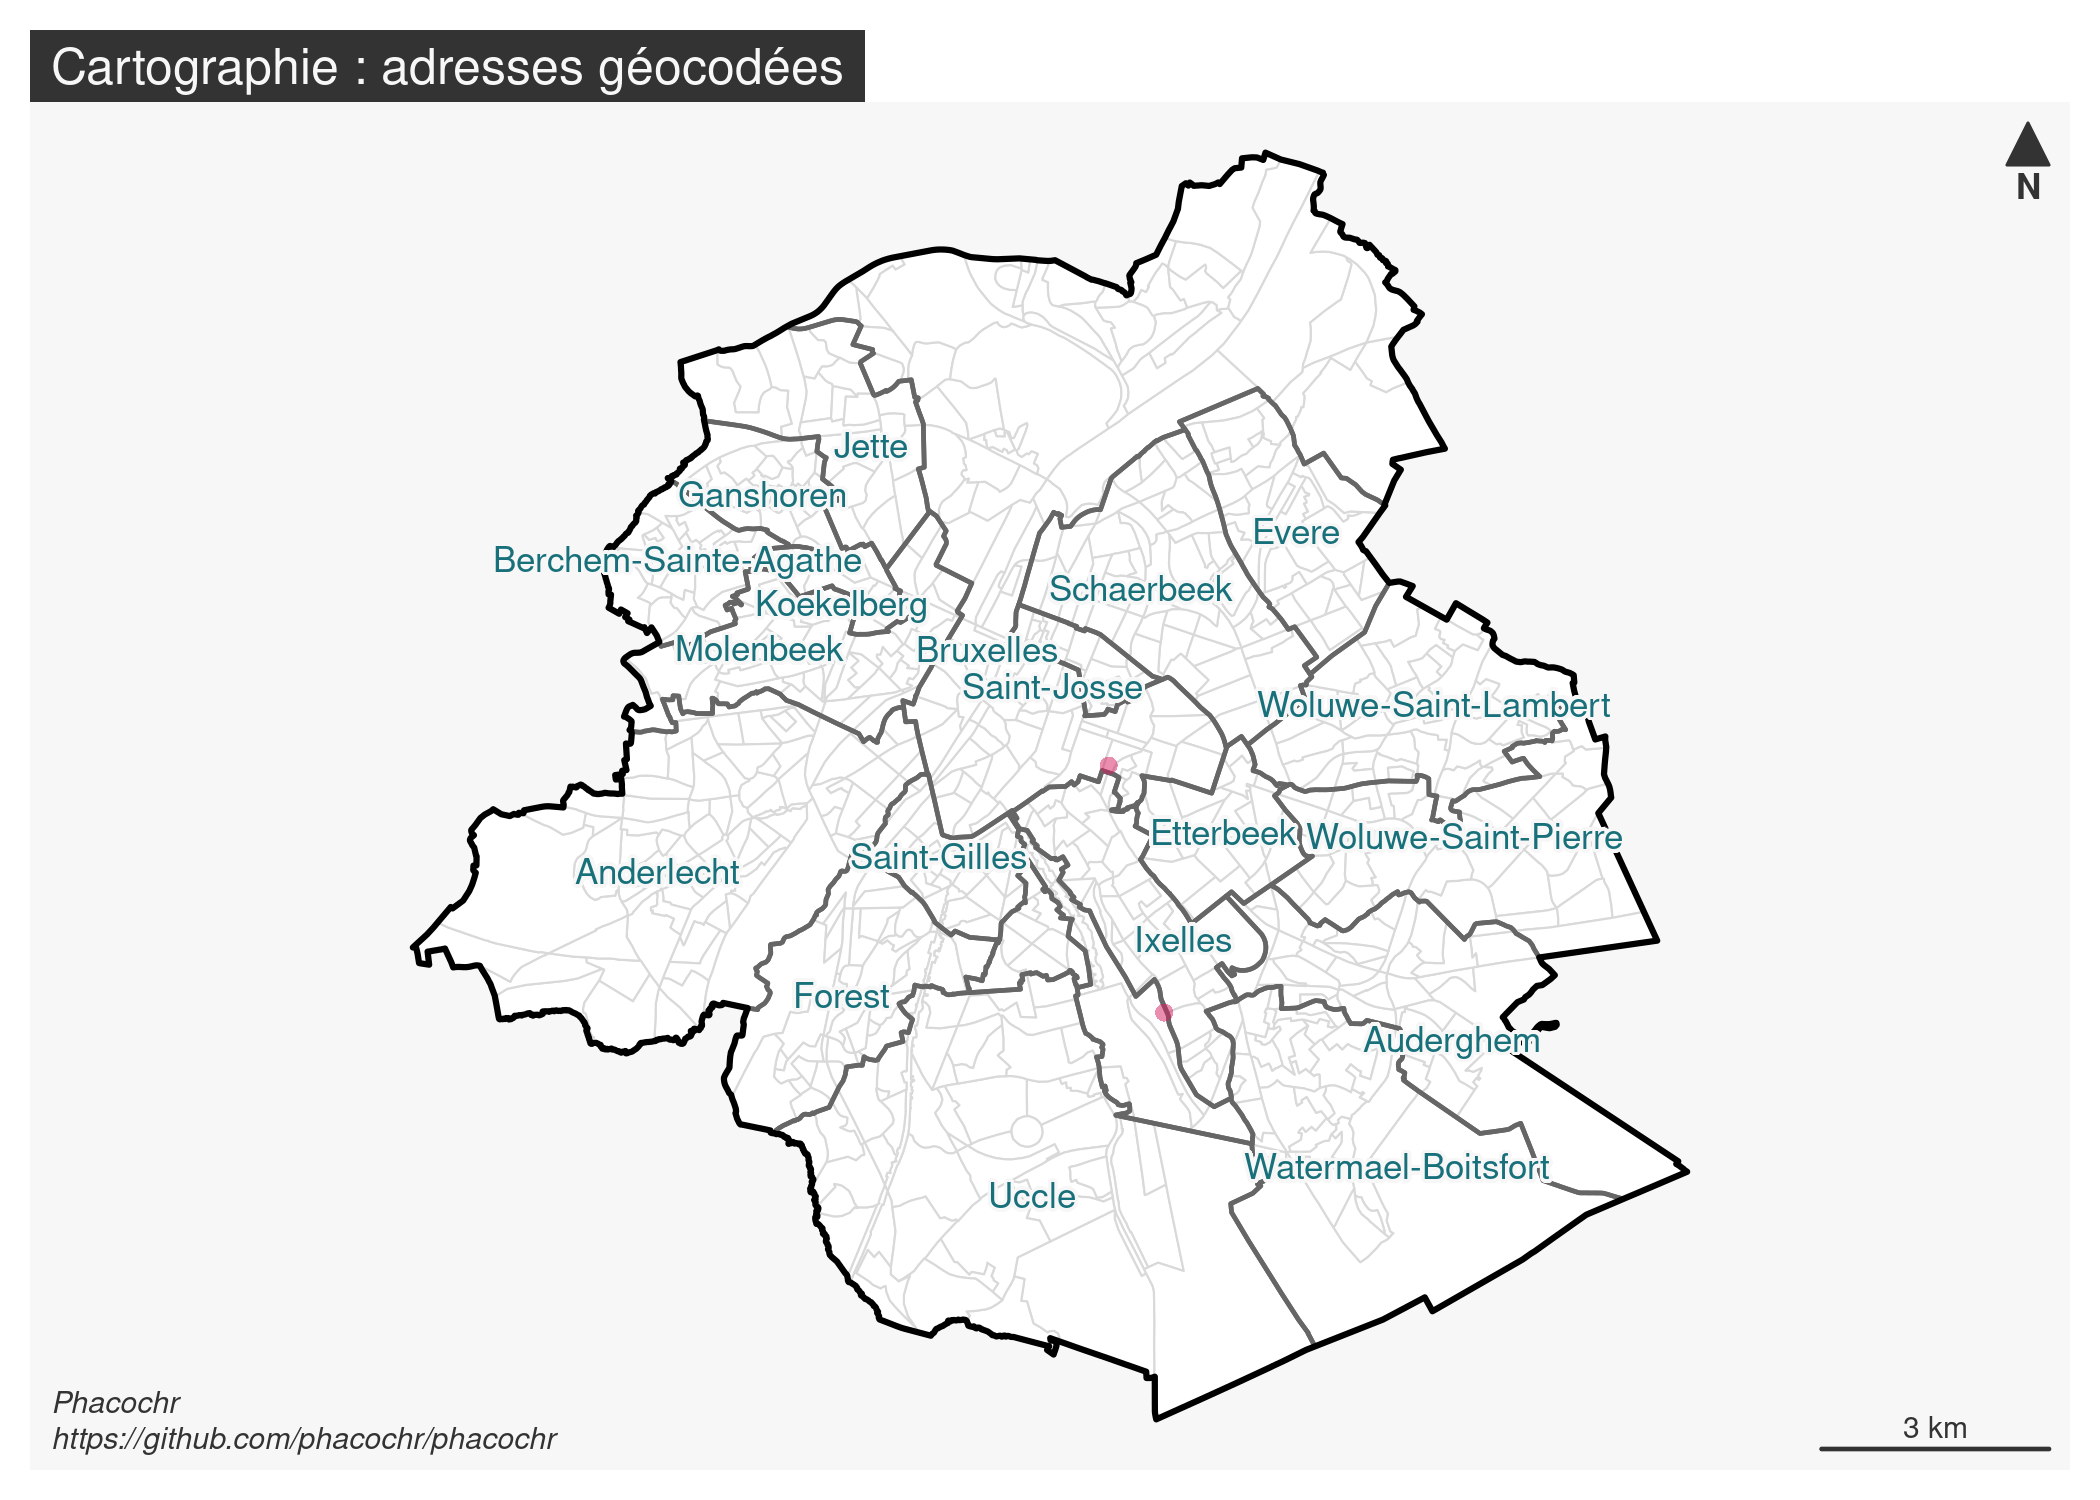 Cartographie : adresses géocodées
N
Jette
Ganshoren
Evere
Berchem-Sainte-Agathe
Schaerbeek
Koekelberg
Molenbeek
Bruxelles
Saint-Josse
Woluwe-Saint-Lambert
Etterbeek
Woluwe-Saint-Pierre
Saint-Gilles
Anderlecht
Ixelles
Forest
Auderghem
Watermael-Boitsfort
Uccle
Phacochr
https://github.com/phacochr/phacochr
3 km